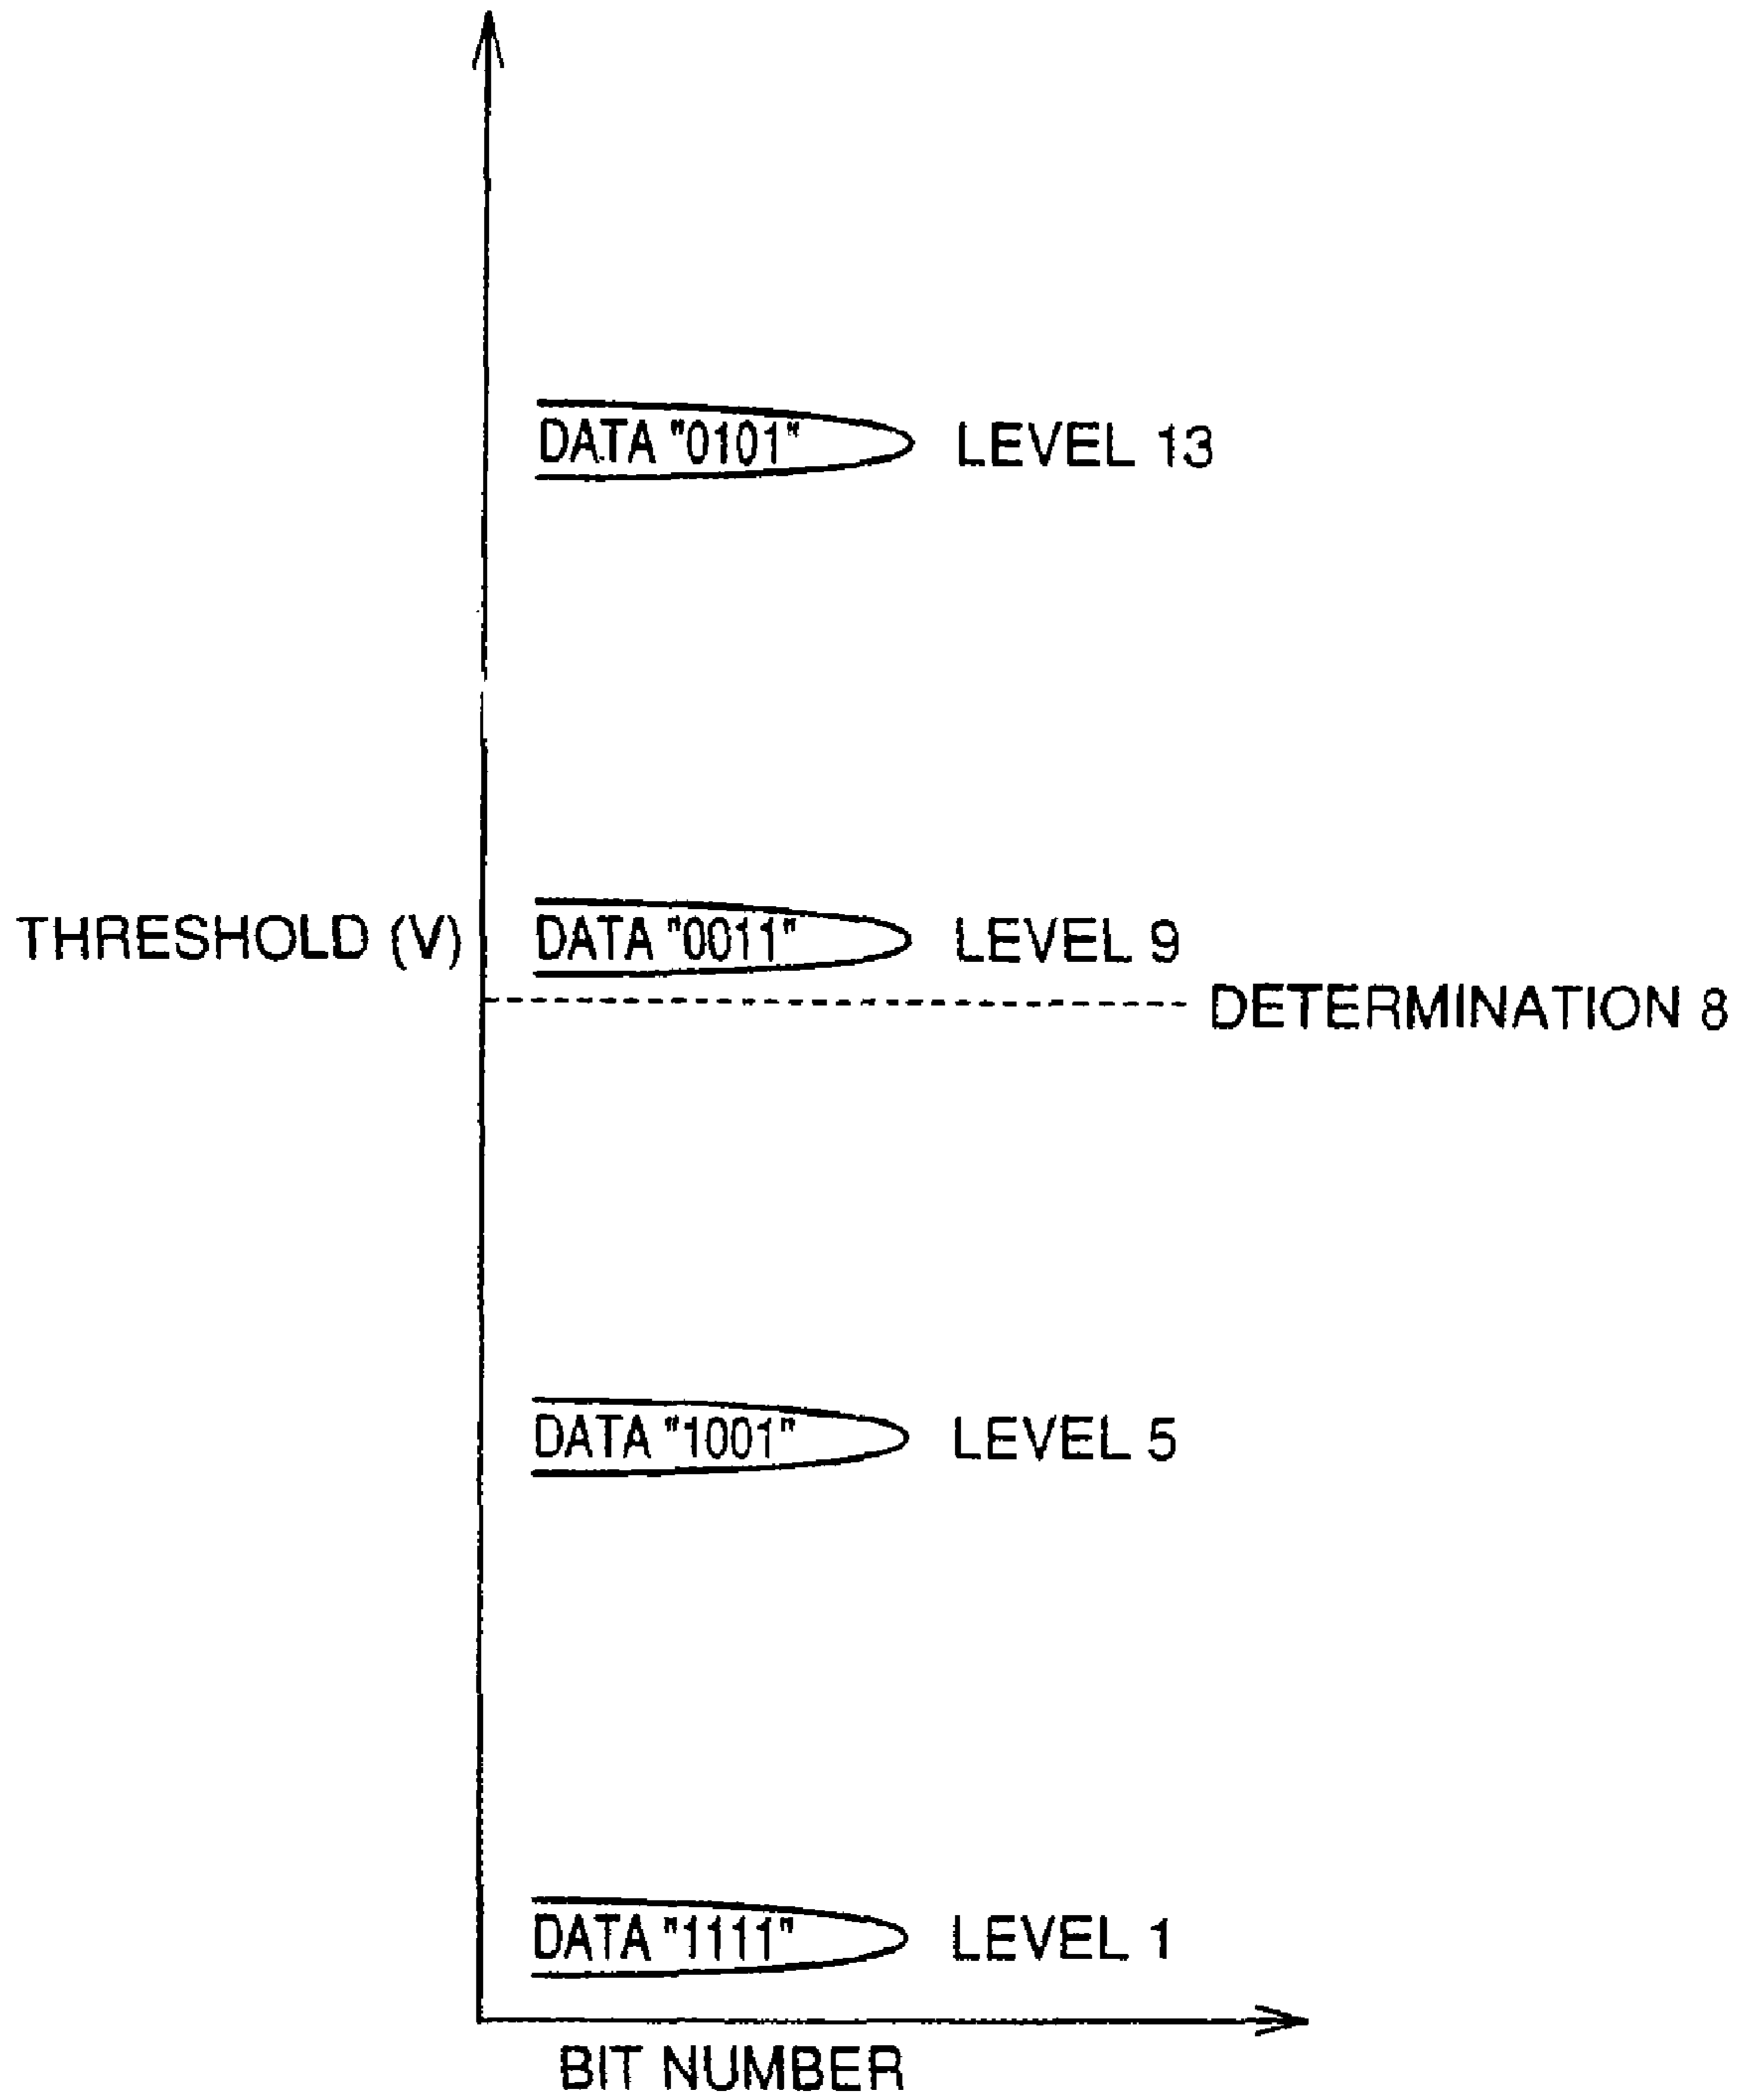 DATA "0101" LEVEL 13
THRESHOLD (V) DATA "0011" LEVEL 9
DETERMINATION 8
DATA "1001" LEVEL 5
DATA "1111" LEVEL 1
BIT NUMBER